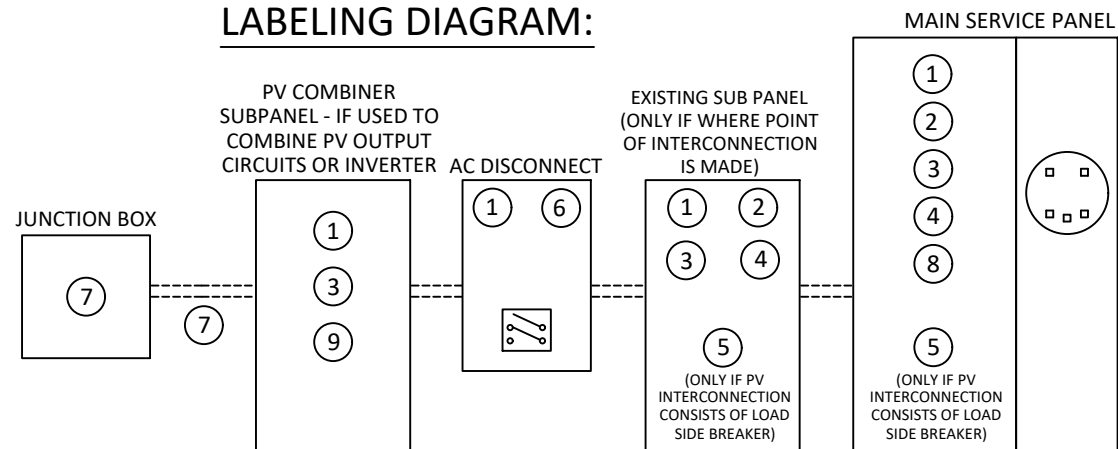 LABELING DIAGRAM:
MAIN SERVICE PANEL
PV COMBINER
SUBPANEL - IF USED TO
COMBINE PV OUTPUT
CIRCUITS OR INVERTER
AC DISCONNECT
EXISTING SUB PANEL
(ONLY IF WHERE POINT
OF INTERCONNECTION
IS MADE)
JUNCTION BOX
7
7
1
3
9
1 6
1 2
3 4
5
(ONLY IF PV
INTERCONNECTION
CONSISTS OF LOAD
SIDE BREAKER)
1
2
3
4
8
5
(ONLY IF PV
INTERCONNECTION
CONSISTS OF LOAD
SIDE BREAKER)